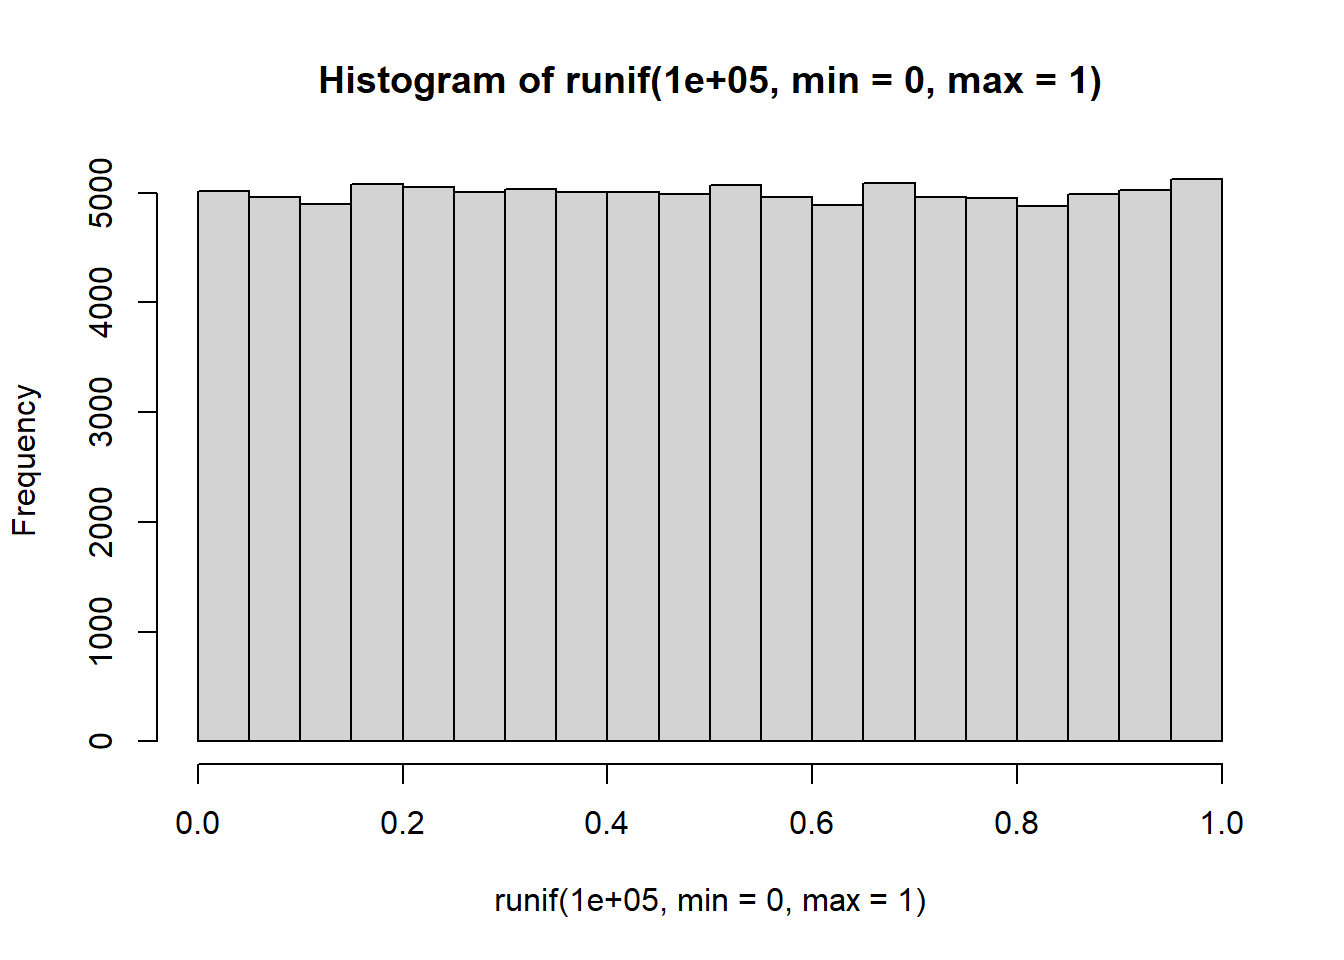 Histogram of runif(1e+05, min = 0, max = 1)
Frequency
5000
4000
3000
2000
1000
0
0.0 0.2 0.4 0.6 0.8 1.0
runif(1e+05, min = 0, max = 1)